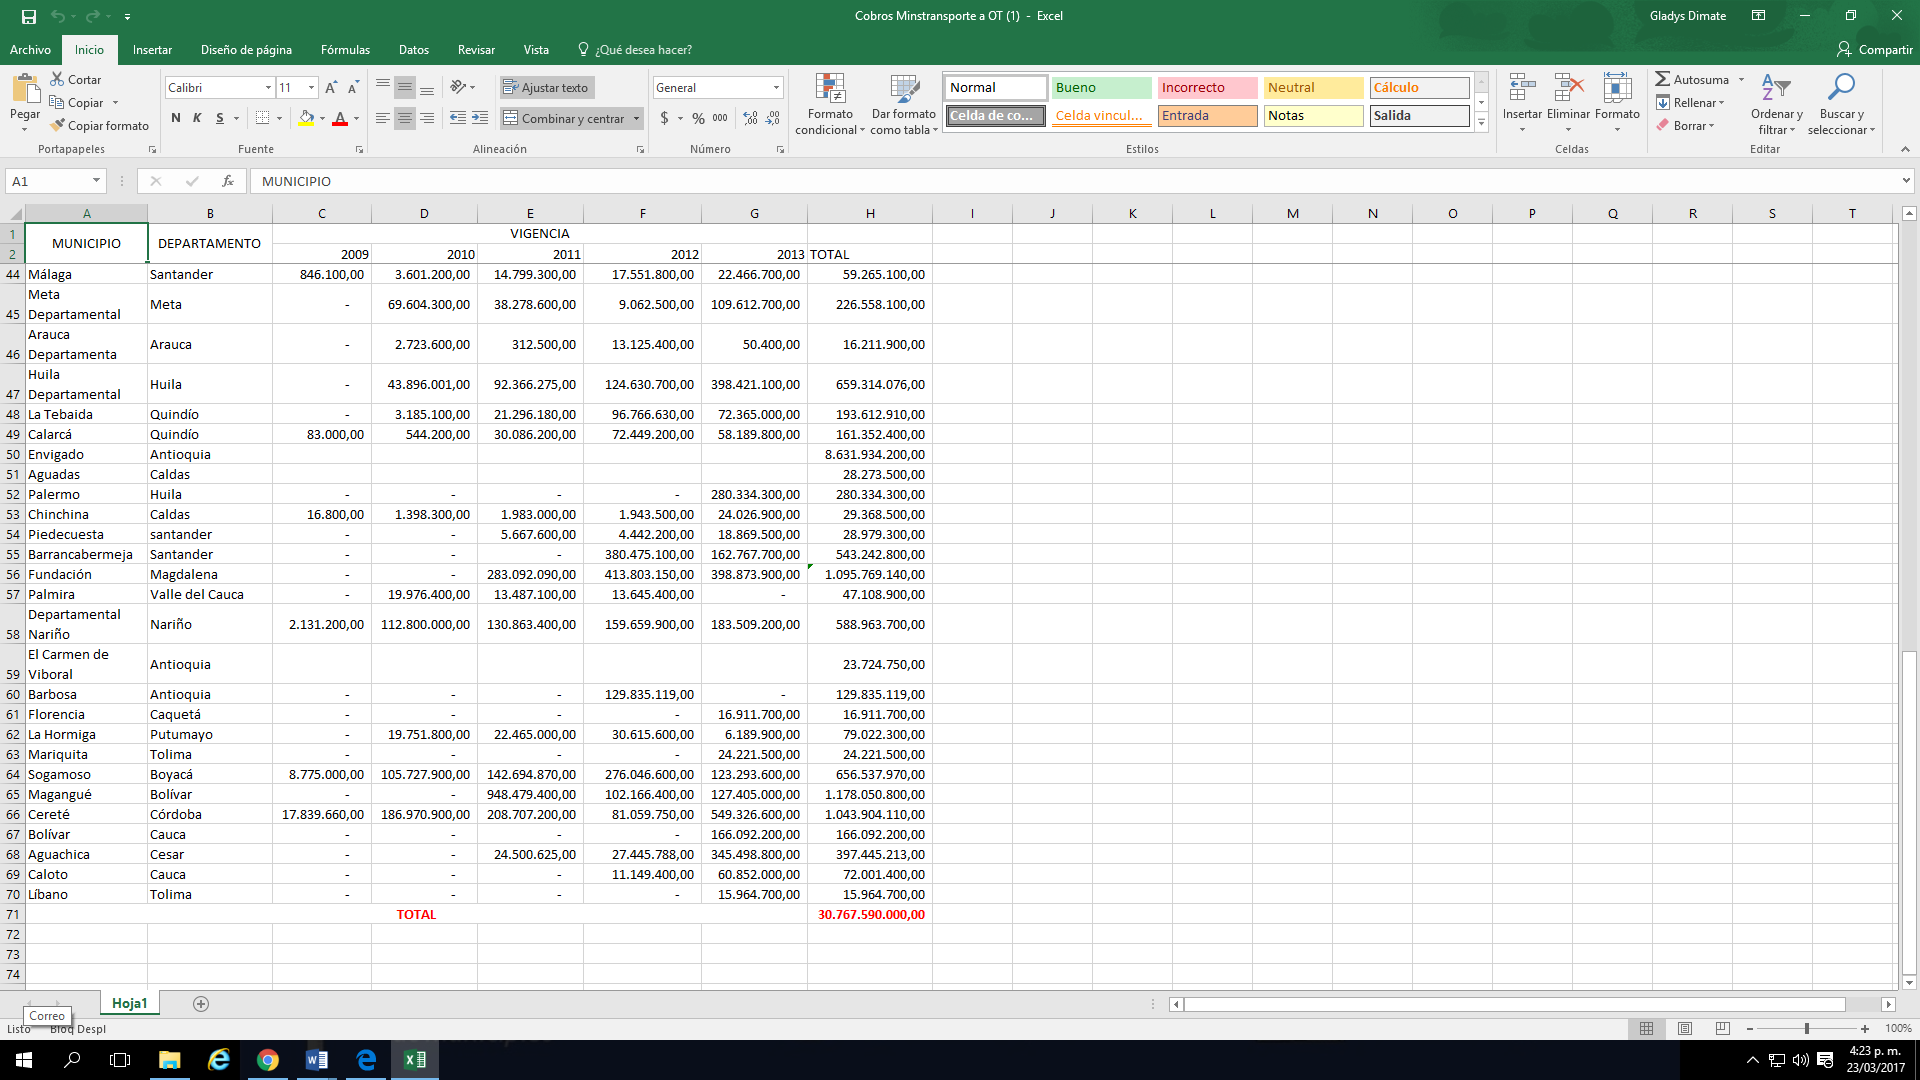 Cobros Minstransporte a OT (1) - Excel
Gladys Dimate
Archivo Inicio Insertar Diseño de página Fórmulas Datos Revisar Vista ¿Qué desea hacer? Compartir
Pegar
Cortar
Copiar
Copiar formato
Portapapeles
Calibri 11
N K S
Fuente
Ajustar texto
Combinar y centrar
Alineación
General
$ % 000
Número
Formato condicional
Dar formato como tabla
Normal Bueno Incorrecto Neutral Cálculo
Celda de co... Celda vincul... Entrada Notas Salida
Estilos
Insertar Eliminar Formato
Celdas
Autosuma
Rellenar
Borrar
Ordenar y filtrar
Buscar y seleccionar
Editar
A1 fx MUNICIPIO
A B C D E F G H I J K L M N O P Q R S T
1 MUNICIPIO DEPARTAMENTO VIGENCIA
2 2009 2010 2011 2012 2013 TOTAL
44 Málaga Santander 846.100,00 3.601.200,00 14.799.300,00 17.551.800,00 22.466.700,00 59.265.100,00
45 Meta Departamental Meta - 69.604.300,00 38.278.600,00 9.062.500,00 109.612.700,00 226.558.100,00
46 Arauca Departamenta Arauca - 2.723.600,00 312.500,00 13.125.400,00 50.400,00 16.211.900,00
47 Huila Departamental Huila - 43.896.001,00 92.366.275,00 124.630.700,00 398.421.100,00 659.314.076,00
48 La Tebaida Quindío - 3.185.100,00 21.296.180,00 96.766.630,00 72.365.000,00 193.612.910,00
49 Calarcá Quindío 83.000,00 544.200,00 30.086.200,00 72.449.200,00 58.189.800,00 161.352.400,00
50 Envigado Antioquia 8.631.934.200,00
51 Aguadas Caldas 28.273.500,00
52 Palermo Huila - - - - 280.334.300,00 280.334.300,00
53 Chinchina Caldas 16.800,00 1.398.300,00 1.983.000,00 1.943.500,00 24.026.900,00 29.368.500,00
54 Piedecuesta santander - - 5.667.600,00 4.442.200,00 18.869.500,00 28.979.300,00
55 Barrancabermeja Santander - - - 380.475.100,00 162.767.700,00 543.242.800,00
56 Fundación Magdalena - - 283.092.090,00 413.803.150,00 398.873.900,00 1.095.769.140,00
57 Palmira Valle del Cauca - 19.976.400,00 13.487.100,00 13.645.400,00 - 47.108.900,00
58 Departamental Nariño Nariño 2.131.200,00 112.800.000,00 130.863.400,00 159.659.900,00 183.509.200,00 588.963.700,00
59 El Carmen de Viboral Antioquia 23.724.750,00
60 Barbosa Antioquia - - - 129.835.119,00 - 129.835.119,00
61 Florencia Caquetá - - - - 16.911.700,00 16.911.700,00
62 La Hormiga Putumayo - 19.751.800,00 22.465.000,00 30.615.600,00 6.189.900,00 79.022.300,00
63 Mariquita Tolima - - - - 24.221.500,00 24.221.500,00
64 Sogamoso Boyacá 8.775.000,00 105.727.900,00 142.694.870,00 276.046.600,00 123.293.600,00 656.537.970,00
65 Magangué Bolívar - - 948.479.400,00 102.166.400,00 127.405.000,00 1.178.050.800,00
66 Cereté Córdoba 17.839.660,00 186.970.900,00 208.707.200,00 81.059.750,00 549.326.600,00 1.043.904.110,00
67 Bolívar Cauca - - - - 166.092.200,00 166.092.200,00
68 Aguachica Cesar - - 24.500.625,00 27.445.788,00 345.498.800,00 397.445.213,00
69 Caloto Cauca - - - 11.149.400,00 60.852.000,00 72.001.400,00
70 Líbano Tolima - - - - 15.964.700,00 15.964.700,00
71 TOTAL 30.767.590.000,00
72
73
74
Hoja1
Correo
Listo Bloq Despl
100%
4:23 p. m.
23/03/2017